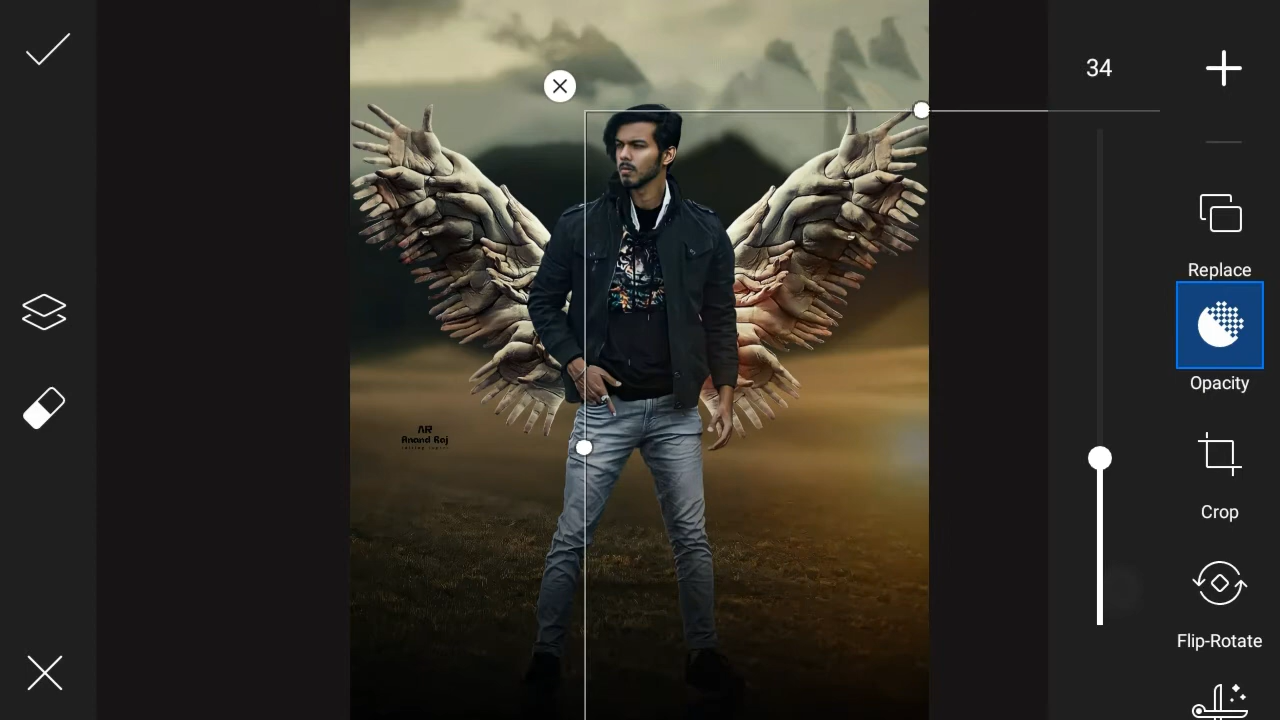 34
Replace
Opacity
AR
Anand Raj
Crop
Flip-Rotate